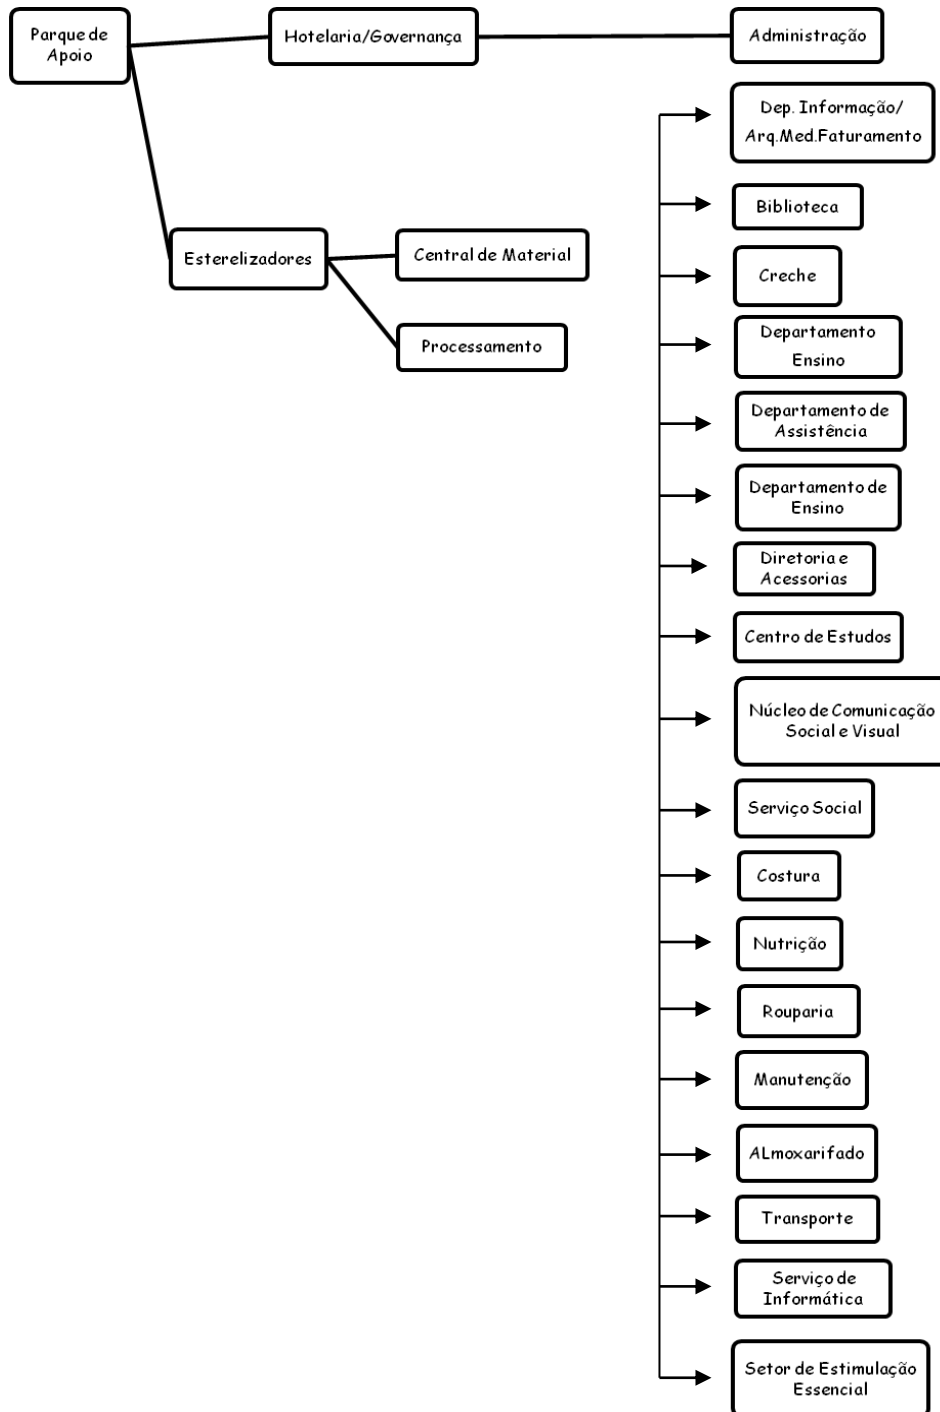 Parque de
Apoio
Hotelaria/Governança
Administração
Dep. Informação/
Arq.Med.Faturamento
Biblioteca
Esterelizadores
Central de Material
Creche
Processamento
Departamento
Ensino
Departamento de
Assistência
Departamento de
Ensino
Diretoria e
Acessorias
Centro de Estudos
Núcleo de Comunicação
Social e Visual
Serviço Social
Costura
Nutrição
Rouparia
Manutenção
ALmoxarifado
Transporte
Serviço de
Informática
Setor de Estimulação
Essencial